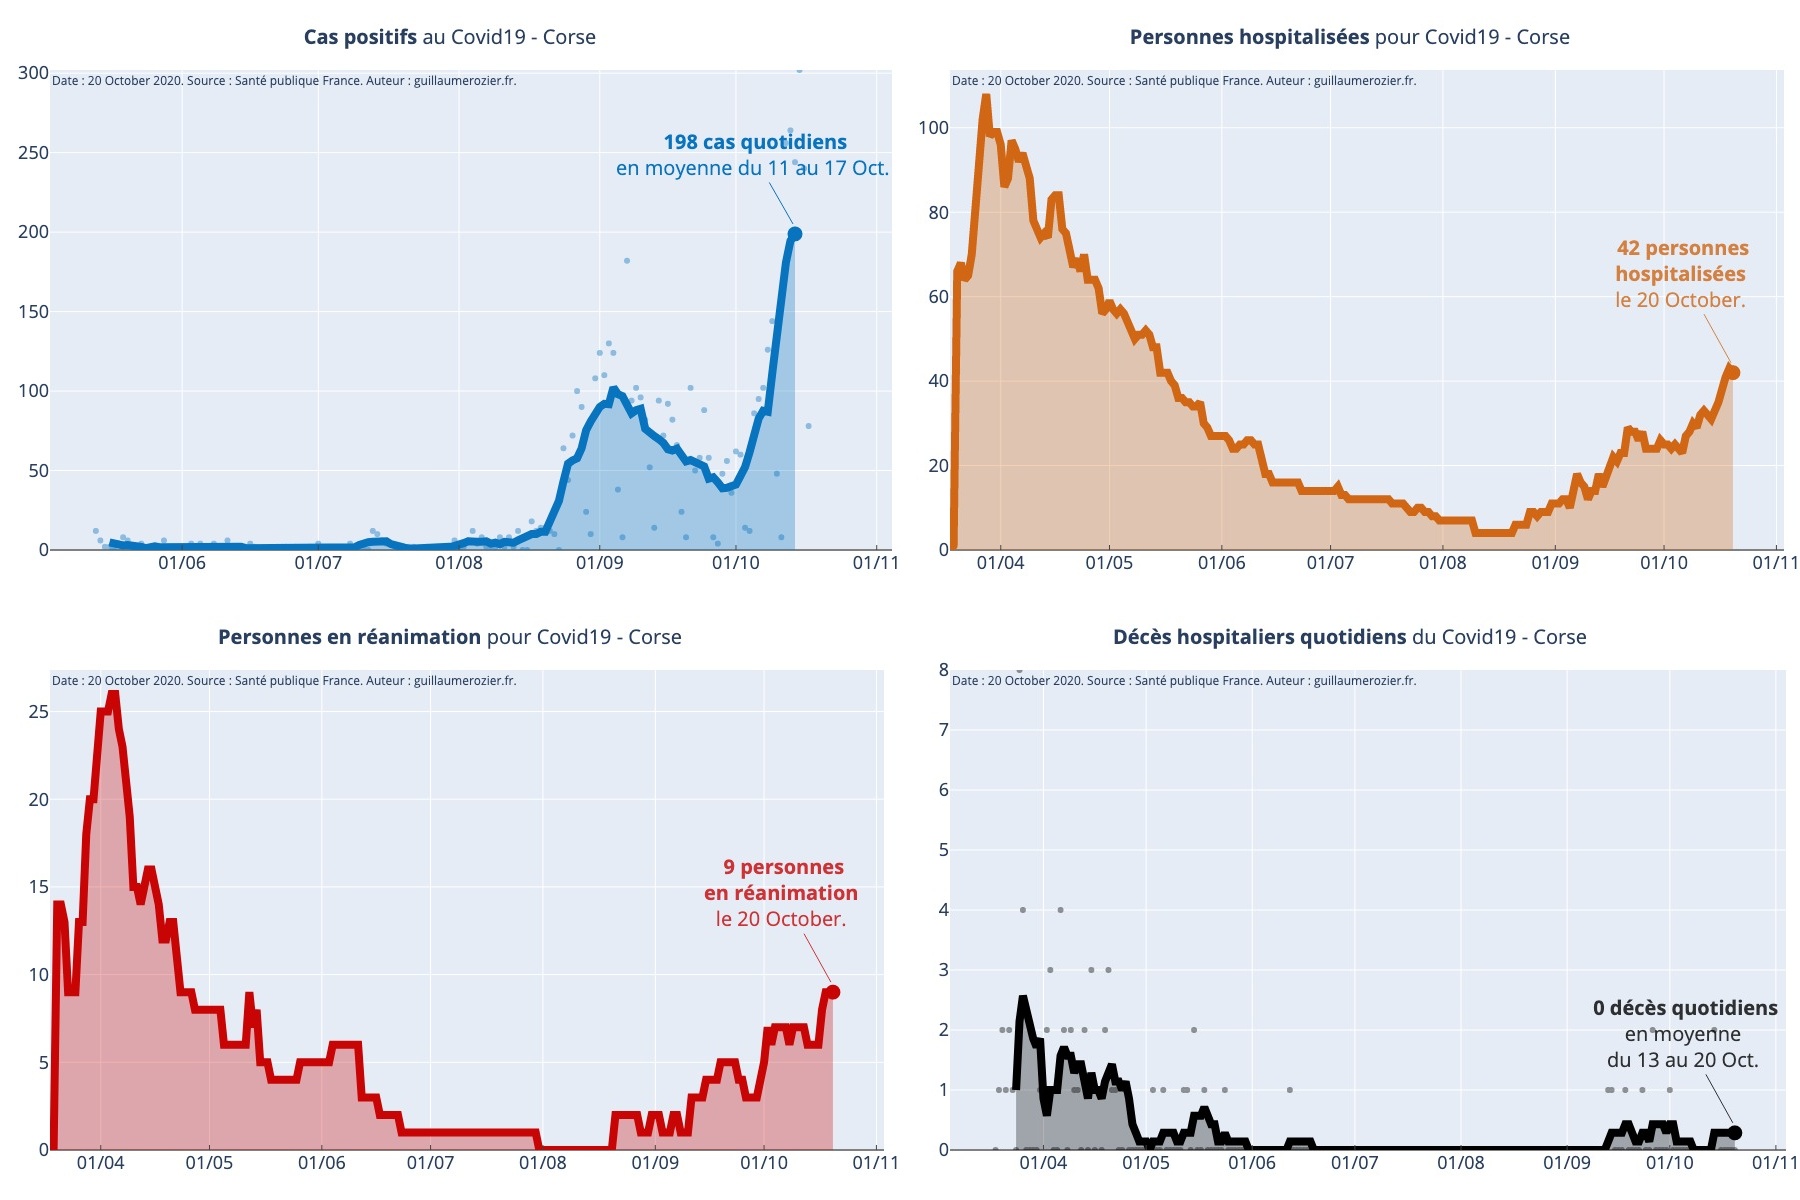 Cas positifs au Covid19 - Corse
300
Date : 20 October 2020. Source : Santé publique France. Auteur : guillaumerozier.fr.
198 cas quotidiens
en moyenne du 11 au 17 Oct.
250
200
150
100
50
0
01/06 01/07 01/08 01/09 01/10 01/11
Personnes hospitalisées pour Covid19 - Corse
Date : 20 October 2020. Source : Santé publique France. Auteur : guillaumerozier.fr.
100
80
42 personnes
hospitalisées
le 20 October.
60
40
20
0
01/04 01/05 01/06 01/07 01/08 01/09 01/10 01/11
Personnes en réanimation pour Covid19 - Corse
Date : 20 October 2020. Source : Santé publique France. Auteur : guillaumerozier.fr.
25
20
15
9 personnes
en réanimation
le 20 October.
10
5
0
01/04 01/05 01/06 01/07 01/08 01/09 01/10 01/11
Décès hospitaliers quotidiens du Covid19 - Corse
8
Date : 20 October 2020. Source : Santé publique France. Auteur : guillaumerozier.fr.
7
6
5
4
3
0 décès quotidiens
en moyenne
du 13 au 20 Oct.
2
1
0
01/04 01/05 01/06 01/07 01/08 01/09 01/10 01/11